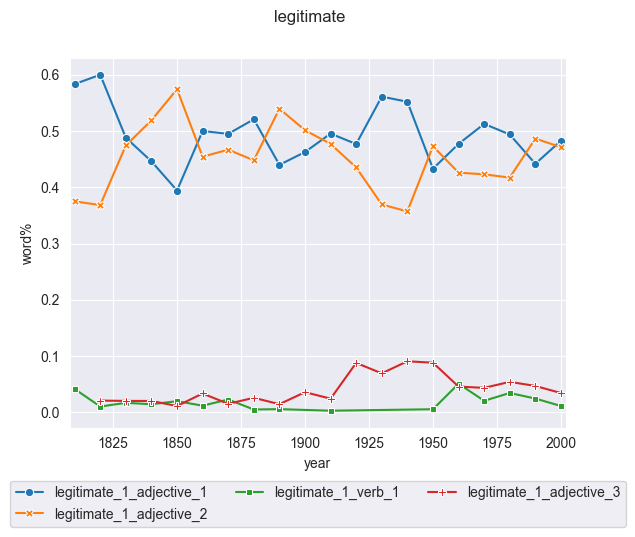 legitimate
0.6
0.5
0.4
0.3
0.2
0.1
0.0
word%
1825 1850 1875 1900 1925 1950 1975 2000
year
legitimate_1_adjective_1 legitimate_1_verb_1 legitimate_1_adjective_3
legitimate_1_adjective_2